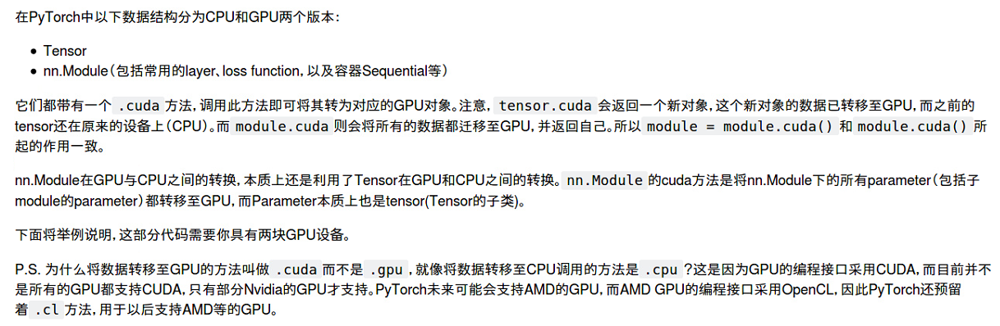 在PyTorch中以下数据结构分为CPU和GPU两个版本：
• Tensor
• nn.Module（包括常用的layer、loss function，以及容器Sequential等）
它们都带有一个 .cuda 方法，调用此方法即可将其转为对应的GPU对象。注意，tensor.cuda 会返回一个新对象，这个新对象的数据已转移至GPU，而之前的
tensor还在原来的设备上（CPU）。而 module.cuda 则会将所有的数据都迁移至GPU，并返回自己。所以 module = module.cuda() 和 module.cuda() 所
起的作用一致。
nn.Module在GPU与CPU之间的转换，本质上还是利用了Tensor在GPU和CPU之间的转换。nn.Module 的cuda方法是将nn.Module下的所有parameter（包括子
module的parameter）都转移至GPU，而Parameter本质上也是tensor(Tensor的子类)。
下面将举例说明，这部分代码需要你具有两块GPU设备。
P.S. 为什么将数据转移至GPU的方法叫做 .cuda 而不是 .gpu ，就像将数据转移至CPU调用的方法是 .cpu ？这是因为GPU的编程接口采用CUDA，而目前并不
是所有的GPU都支持CUDA，只有部分Nvidia的GPU才支持。PyTorch未来可能会支持AMD的GPU，而AMD GPU的编程接口采用OpenCL，因此PyTorch还预留
着 .cl 方法，用于以后支持AMD等的GPU。